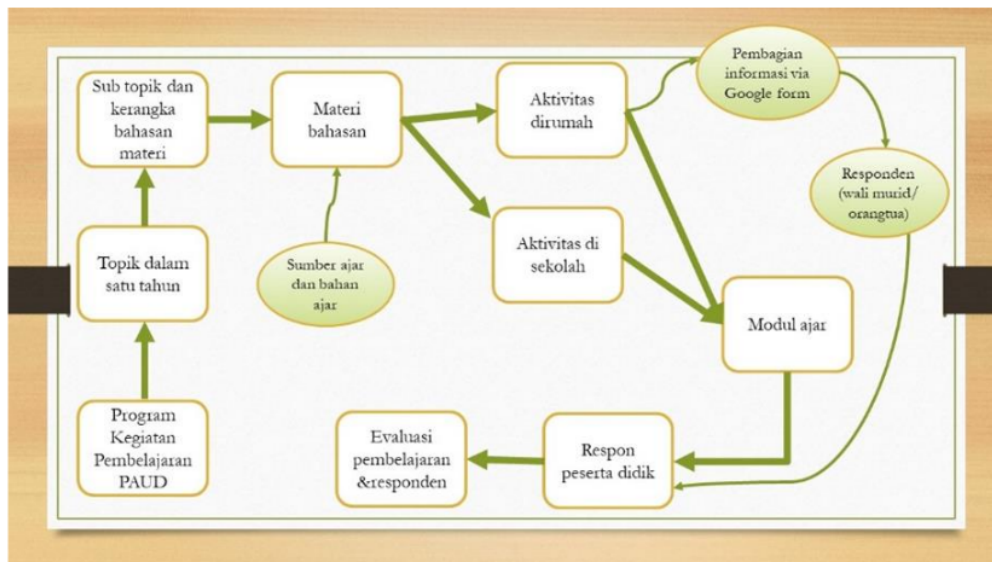 Sub topik dan
kerangka
bahasan
materi
Materi
bahasan
Aktivitas
dirumah
Pembagian
informasi via
Google form
Responden
(wali murid/
orangtua)
Topik dalam
satu tahun
Sumber ajar
dan bahan
ajar
Aktivitas di
sekolah
Modul ajar
Program
Kegiatan
Pembelajaran
PAUD
Evaluasi
pembelajaran
&responden
Respon
peserta didik